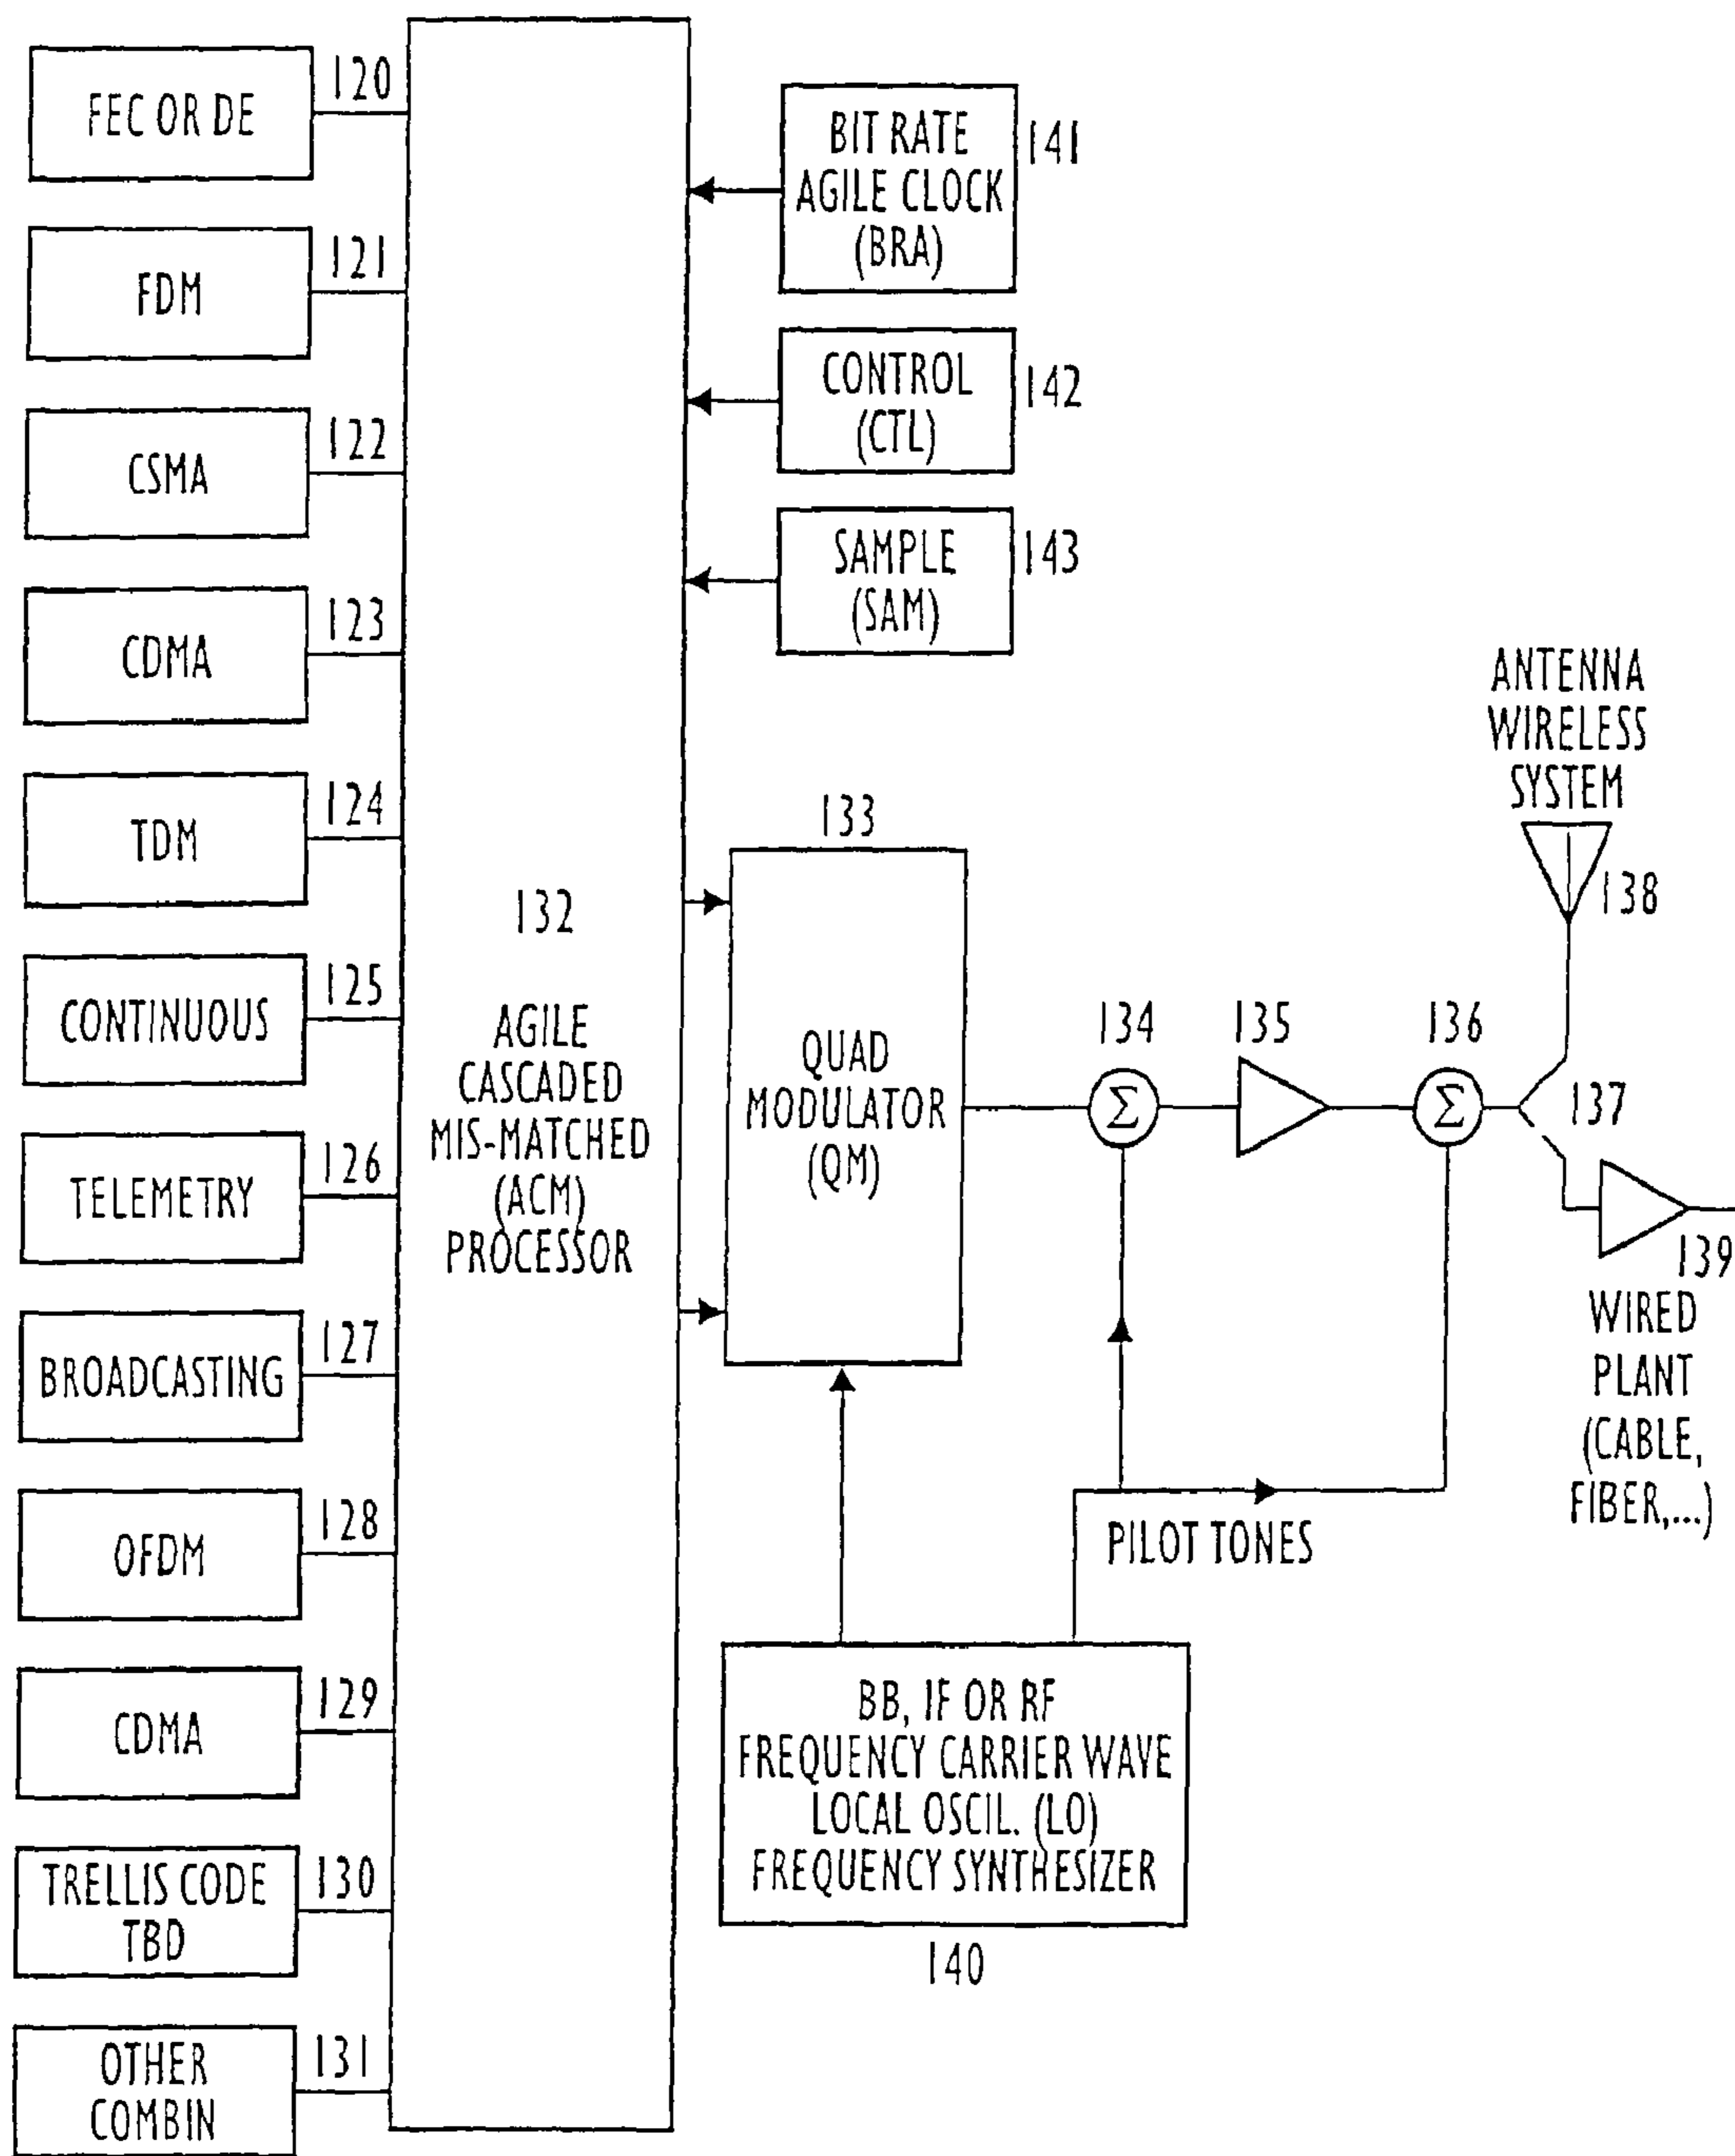 FEC OR DE
120
FDM
121
CSMA
122
CDMA
123
TDM
124
CONTINUOUS
125
TELEMETRY
126
BROADCASTING
127
OFDM
128
CDMA
129
TRELLIS CODE
TBD
130
OTHER
COMBIN
131
132
AGILE
CASCADED
MIS-MATCHED
(ACM)
PROCESSOR
BIT RATE
AGILE CLOCK
(BRA)
141
CONTROL
(CTL)
142
SAMPLE
(SAM)
143
133
QUAD
MODULATOR
(QM)
134
Σ
135
136
Σ
137
ANTENNA
WIRELESS
SYSTEM
138
139
WIRED
PLANT
(CABLE,
FIBER,...)
PILOT TONES
BB, IF OR RF
FREQUENCY CARRIER WAVE
LOCAL OSCIL. (LO)
FREQUENCY SYNTHESIZER
140